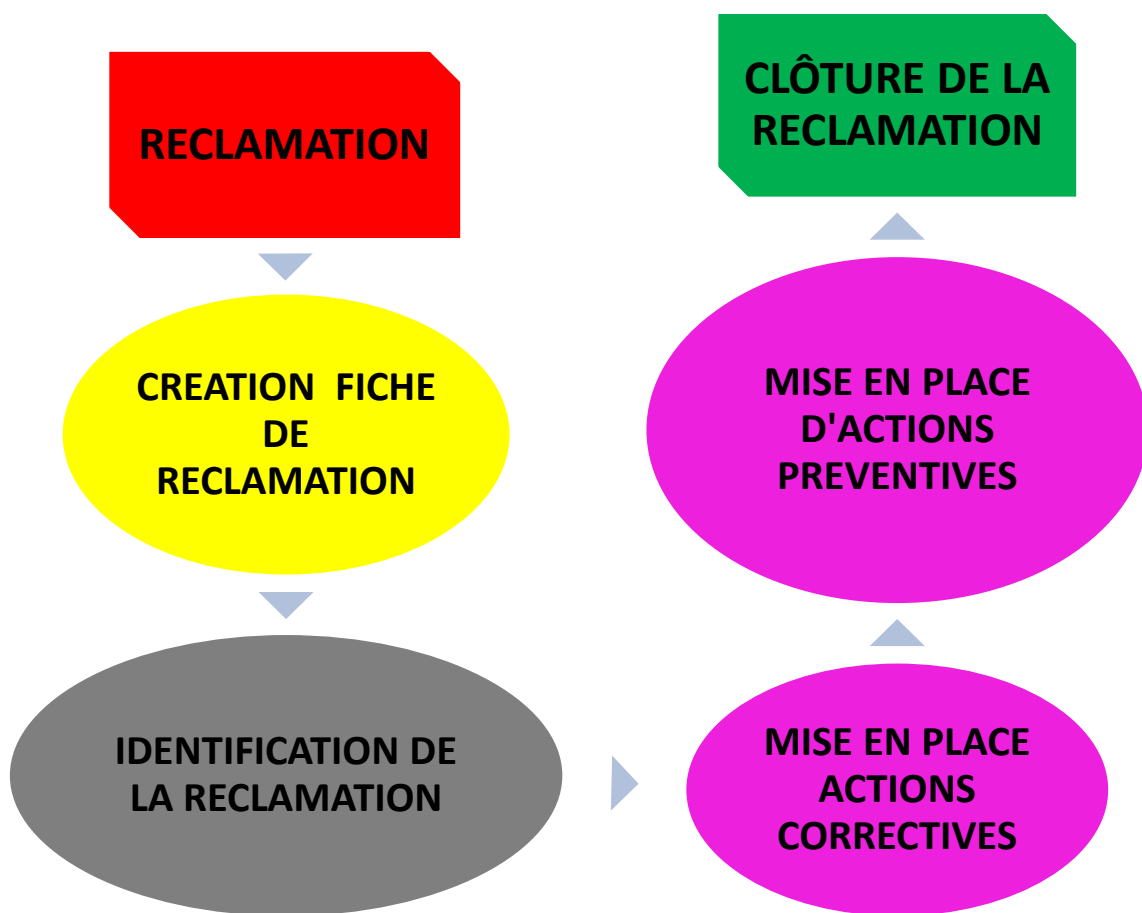 RECLAMATION
CREATION  FICHE
DE
RECLAMATION
IDENTIFICATION DE
LA RECLAMATION
MISE EN PLACE
ACTIONS
CORRECTIVES
MISE EN PLACE
D'ACTIONS
PREVENTIVES
CLÔTURE DE LA
RECLAMATION